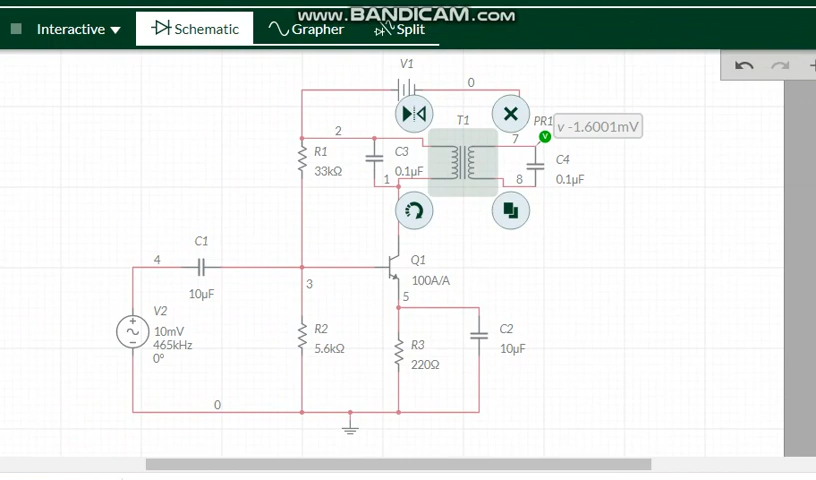 www.BANDICAM.com
Interactive Schematic Grapher Split
V1
0
2
T1
PR1
v -1.6001mV
7
R1
33kΩ
C3
0.1µF
C4
0.1µF
1
8
C1
4
10µF
Q1
100A/A
3
5
V2
10mV
465kHz
0°
R2
5.6kΩ
R3
220Ω
C2
10µF
0